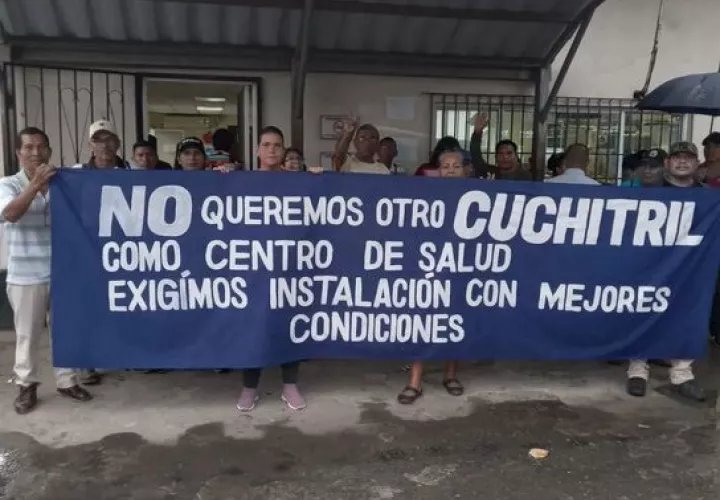 NO QUEREMOS OTRO CUCHITRIL
COMO CENTRO DE SALUD
EXIGÍMOS INSTALACIÓN CON MEJORES
CONDICIONES